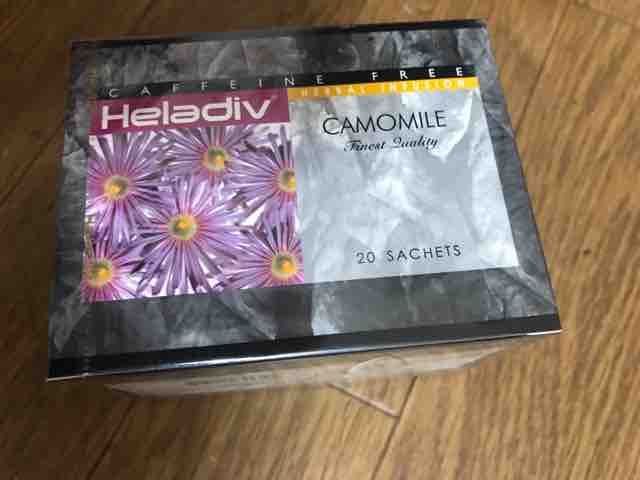 CAFFEINE FREE
Heladiv
HERBAL INFUSION
CAMOMILE
Finest Quality
20 SACHETS